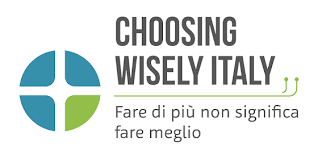 CHOOSING
WISELY ITALY
Fare di più non significa
fare meglio